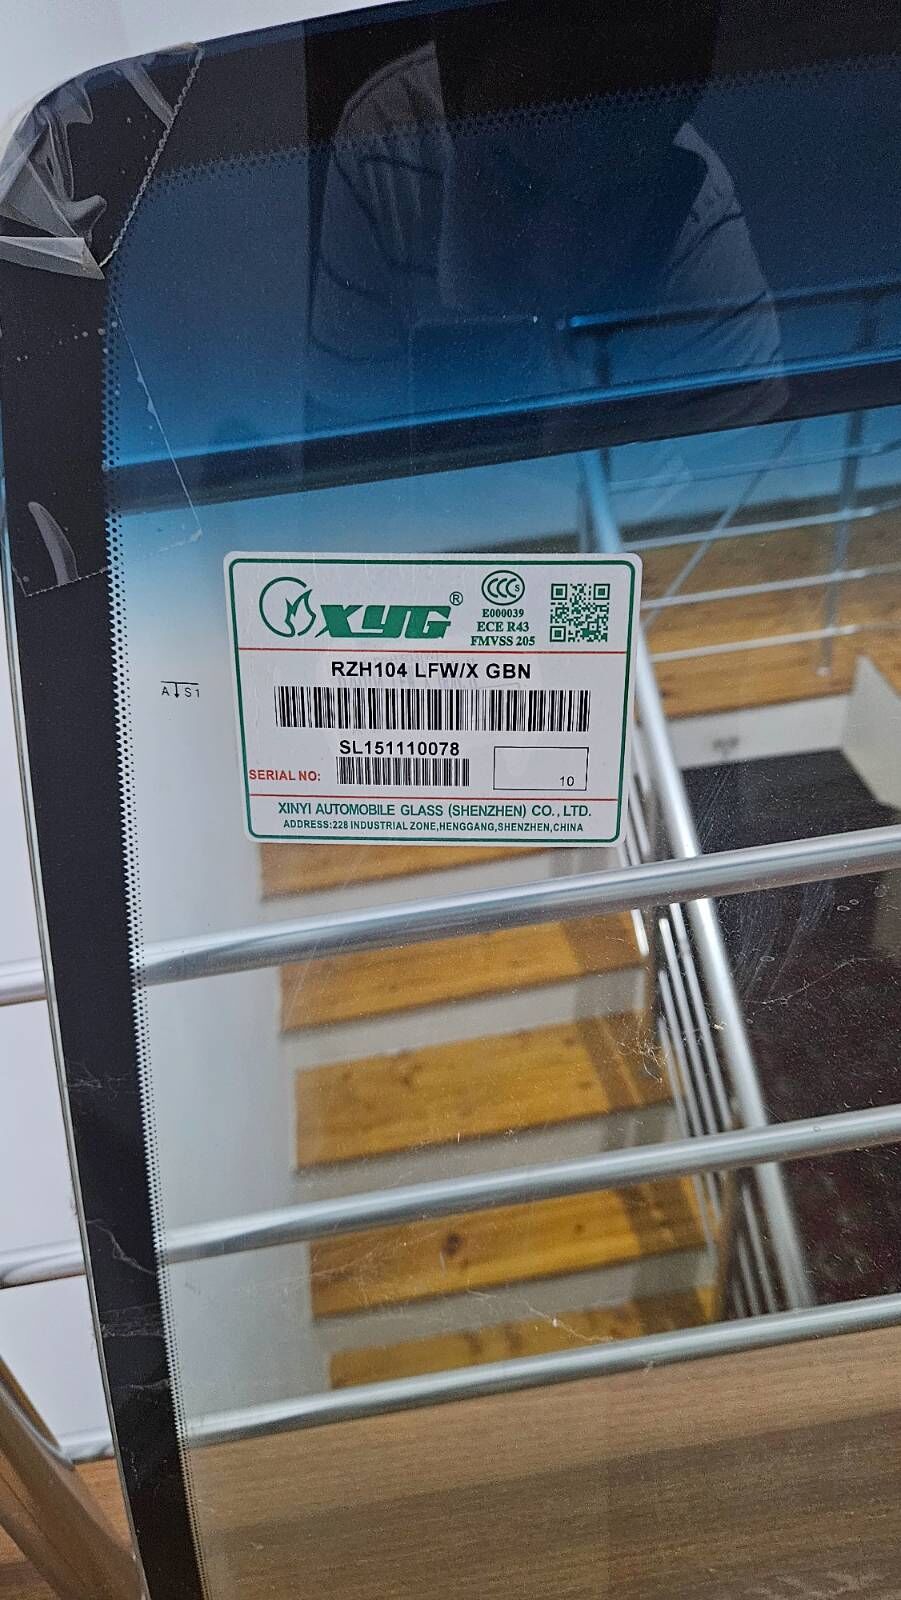 XYG®
S
E000039
ECE R43
FMVSS 205
RZH104 LFW/X GBN
SL151110078
SERIAL NO:
10
XINYI AUTOMOBILE GLASS (SHENZHEN) CO., LTD.
ADDRESS:228 INDUSTRIAL ZONE,HENGGANG,SHENZHEN,CHINA
A S1